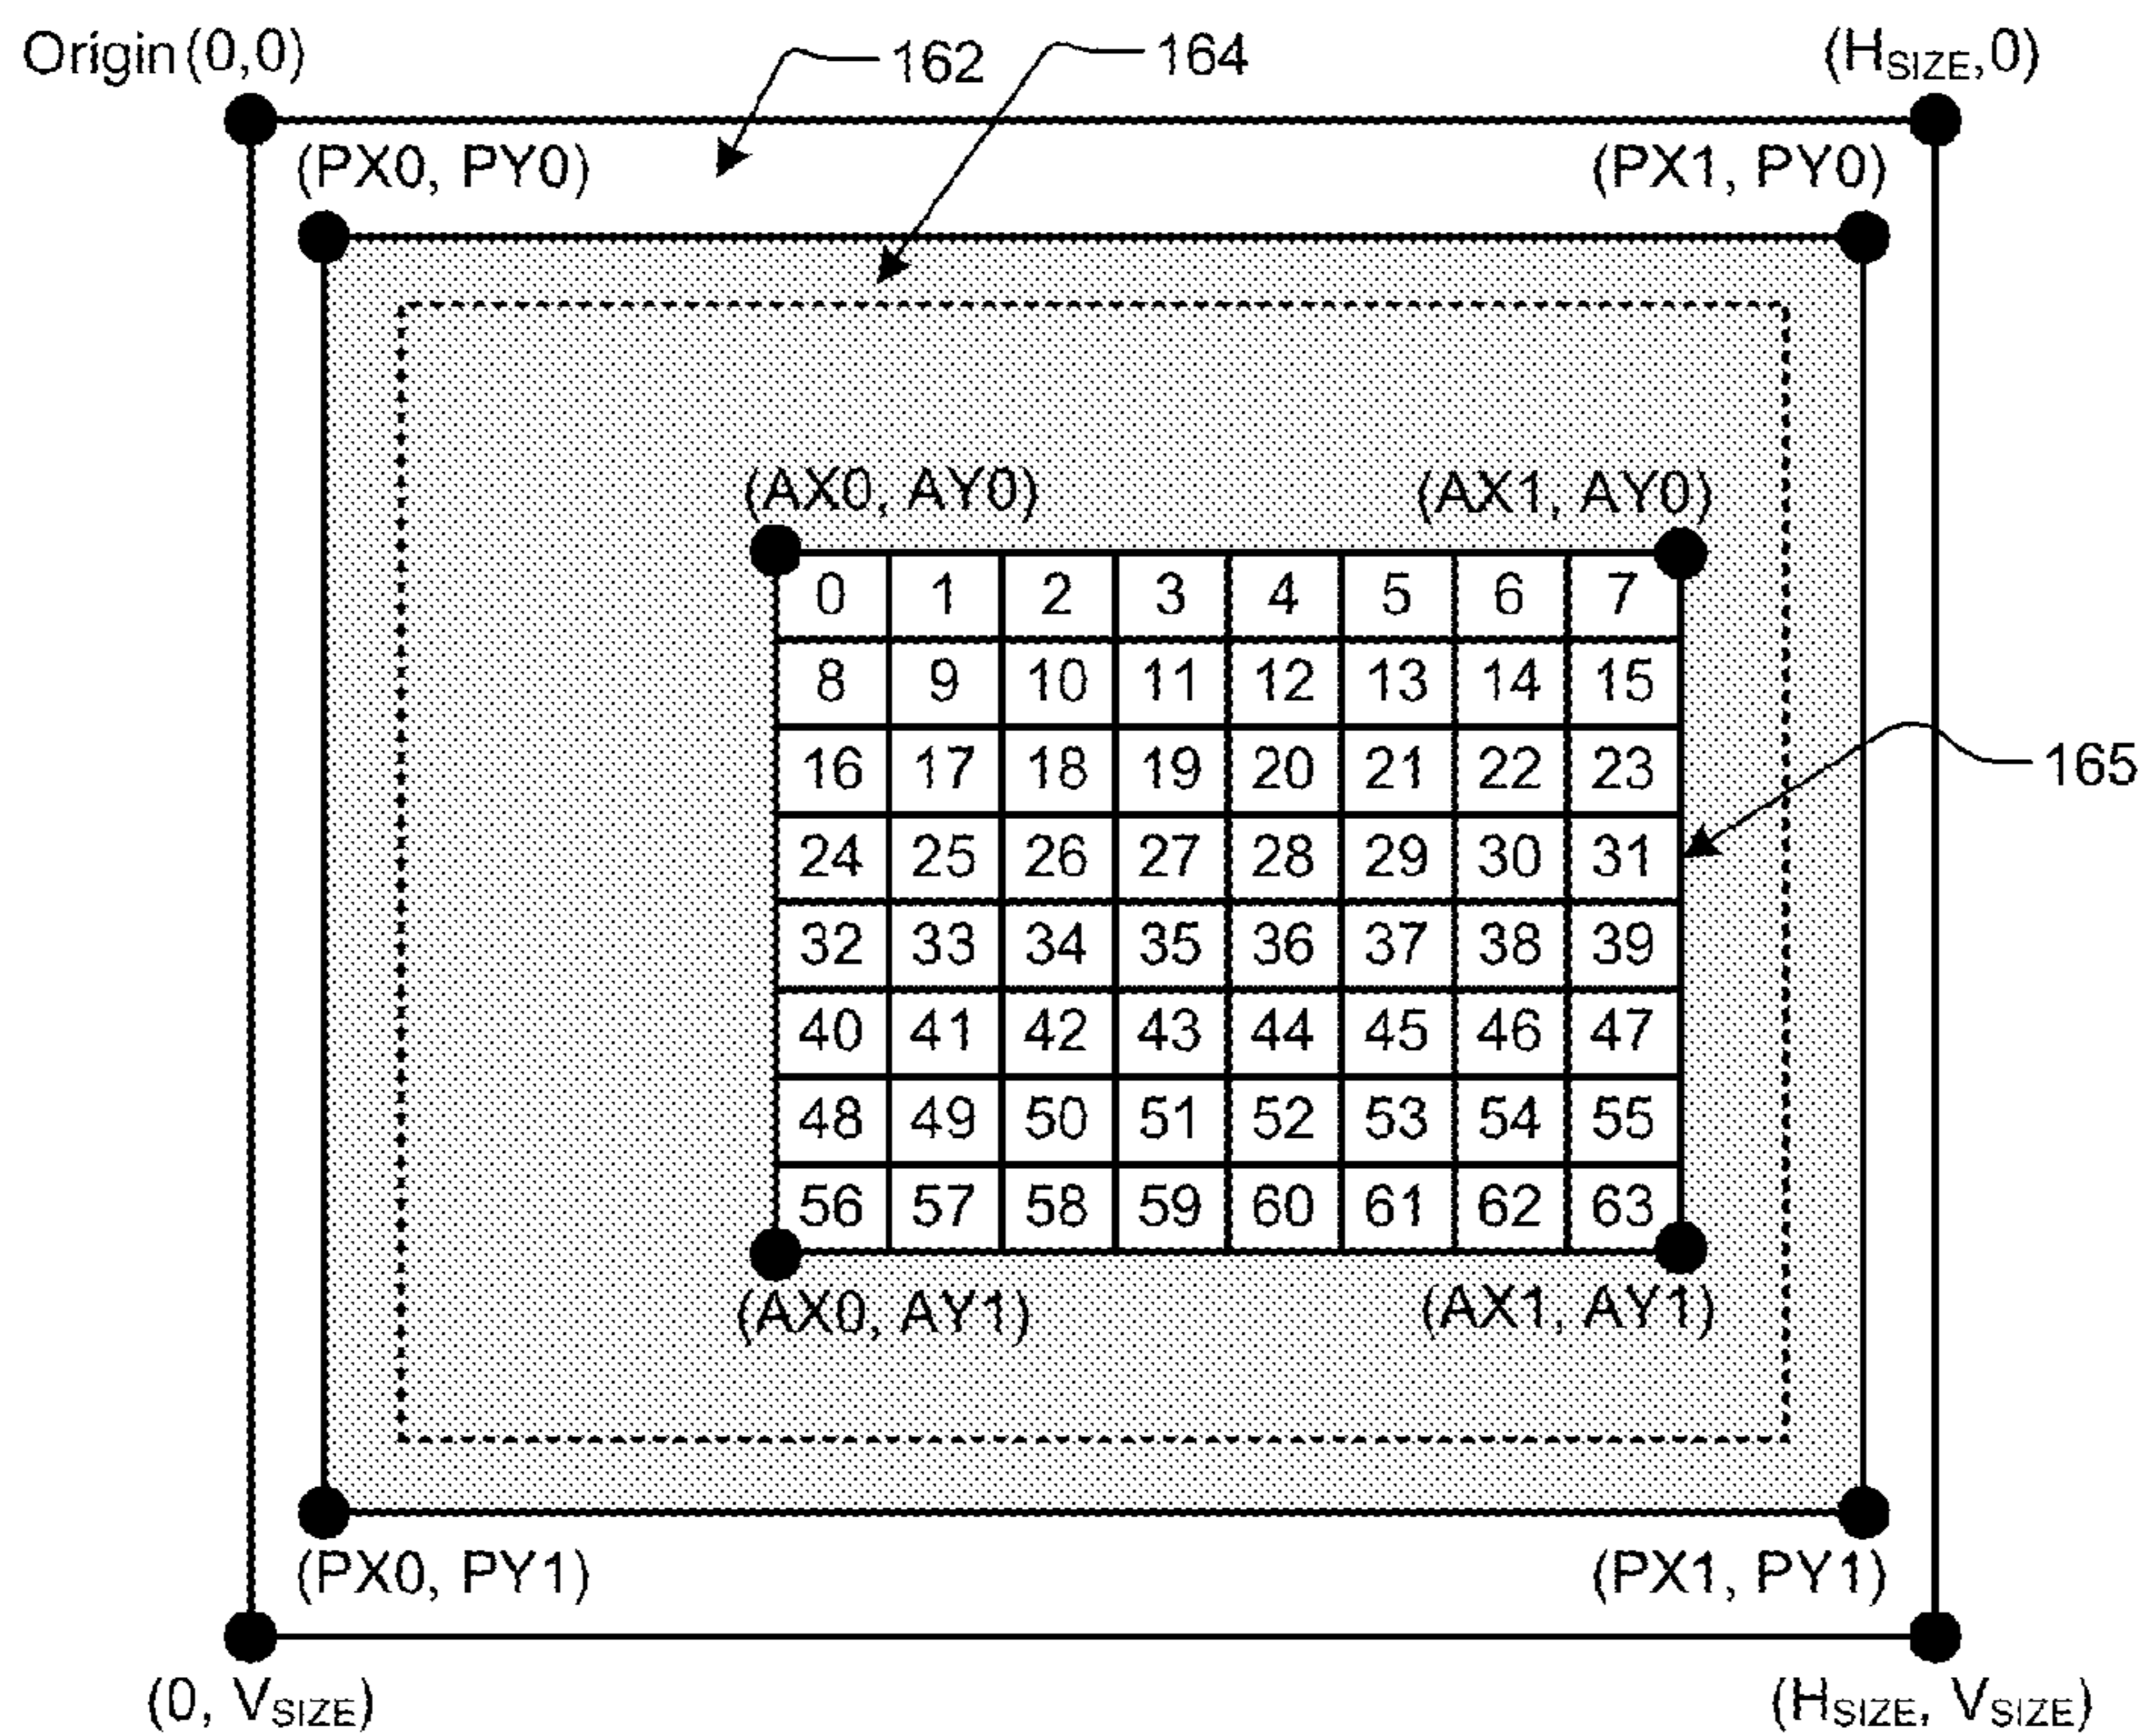 Origin (0,0) 162 164 (HSIZE,0)
(PX0, PY0) (PX1, PY0)
(AX0, AY0) (AX1, AY0)
0 1 2 3 4 5 6 7
8 9 10 11 12 13 14 15
16 17 18 19 20 21 22 23
165
24 25 26 27 28 29 30 31
32 33 34 35 36 37 38 39
40 41 42 43 44 45 46 47
48 49 50 51 52 53 54 55
56 57 58 59 60 61 62 63
(AX0, AY1) (AX1, AY1)
(PX0, PY1) (PX1, PY1)
(0, VSIZE) (HSIZE, VSIZE)